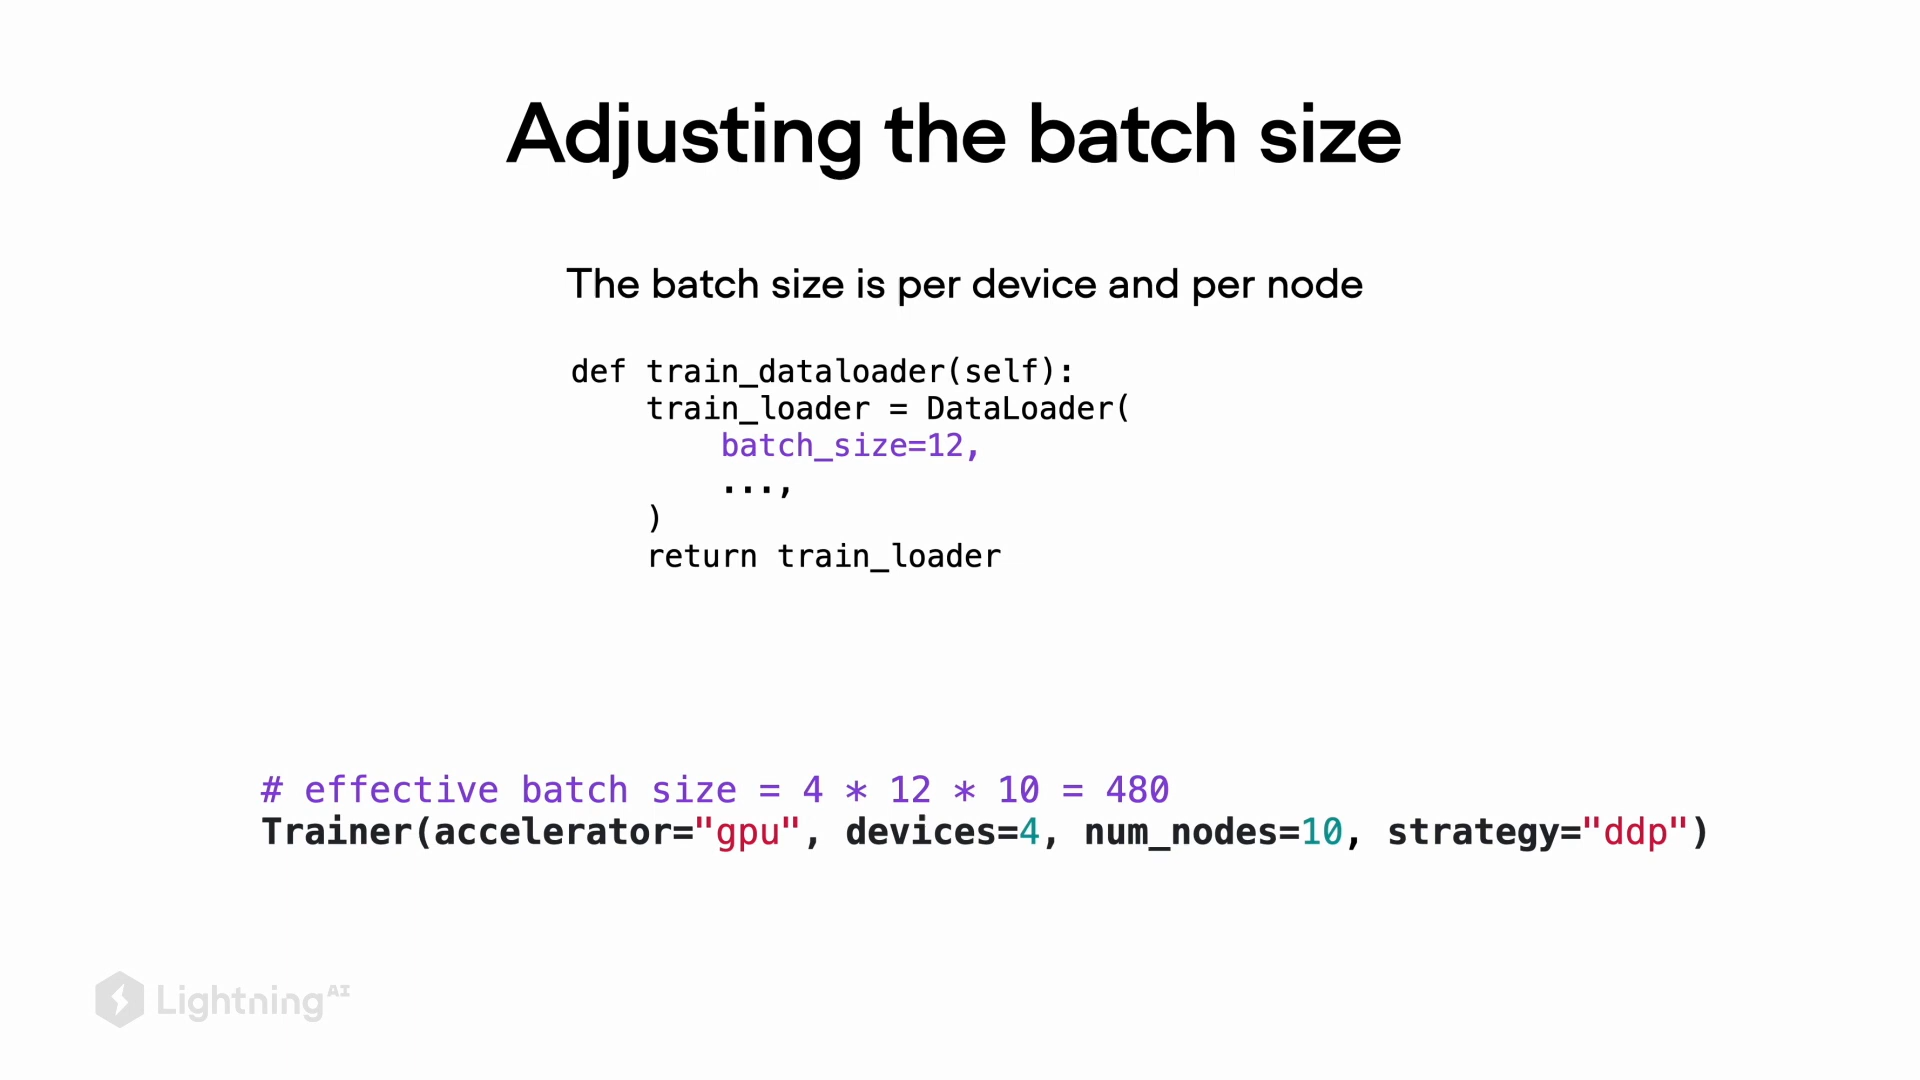 Adjusting the batch size
The batch size is per device and per node
def train_dataloader(self):
    train_loader = DataLoader(
        batch_size=12,
        ...,
    )
    return train_loader
# effective batch size = 4 * 12 * 10 = 480
Trainer(accelerator="gpu", devices=4, num_nodes=10, strategy="ddp")
Lightning AI